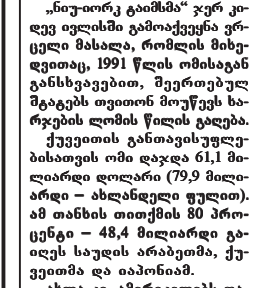 „ნიუ-იორკ ტაიმსმა“ ჯერ კი-
დევ ივლისში გამოაქვეყნა ვრ-
ცელი მასალა, რომლის მიხე-
დვითაც, 1991 წლის ომისაგან
განსხვავებით, შეერთებულ
შტატებს თვითონ მოუწევს ხა-
რჯების ლომის წილის გაღება.
ქუვეითის განთავისუფლე-
ბისათვის ომი დაჯდა 61,1 მი-
ლიარდი დოლარი (79,9 მილი-
არდი – ახლანდელი ფულით).
ამ თანხის თითქმის 80 პრო-
ცენტი – 48,4 მილიარდი გა-
იღეს საუდის არაბეთმა, ქუ-
ვეითმა და იაპონიამ.